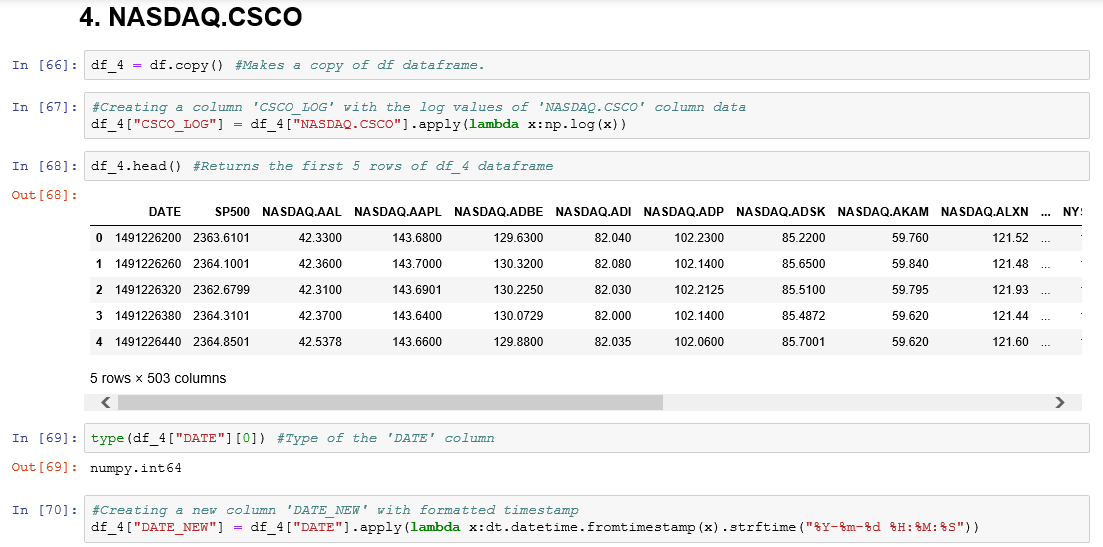 4. NASDAQ.CSCO
In [66]: df_4 = df.copy() #Makes a copy of df dataframe.
In [67]: #Creating a column 'CSCO_LOG' with the log values of 'NASDAQ.CSCO' column data
df_4["CSCO_LOG"] = df_4["NASDAQ.CSCO"].apply(lambda x:np.log(x))
In [68]: df_4.head() #Returns the first 5 rows of df_4 dataframe
Out[68]:
DATE SP500 NASDAQ.AAL NASDAQ.AAPL NASDAQ.ADBE NASDAQ.ADI NASDAQ.ADP NASDAQ.ADSK NASDAQ.AKAM NASDAQ.ALXN ... NY
0 1491226200 2363.6101 42.3300 143.6800 129.6300 82.040 102.2300 85.2200 59.760 121.52 ...
1 1491226260 2364.1001 42.3600 143.7000 130.3200 82.080 102.1400 85.6500 59.840 121.48 ...
2 1491226320 2362.6799 42.3100 143.6901 130.2250 82.030 102.2125 85.5100 59.795 121.93 ...
3 1491226380 2364.3101 42.3700 143.6400 130.0729 82.000 102.1400 85.4872 59.620 121.44 ...
4 1491226440 2364.8501 42.5378 143.6600 129.8800 82.035 102.0600 85.7001 59.620 121.60 ...
5 rows × 503 columns
In [69]: type(df_4["DATE"][0]) #Type of the 'DATE' column
Out[69]: numpy.int64
In [70]: #Creating a new column 'DATE_NEW' with formatted timestamp
df_4["DATE_NEW"] = df_4["DATE"].apply(lambda x:dt.datetime.fromtimestamp(x).strftime("%Y-%m-%d %H:%M:%S"))